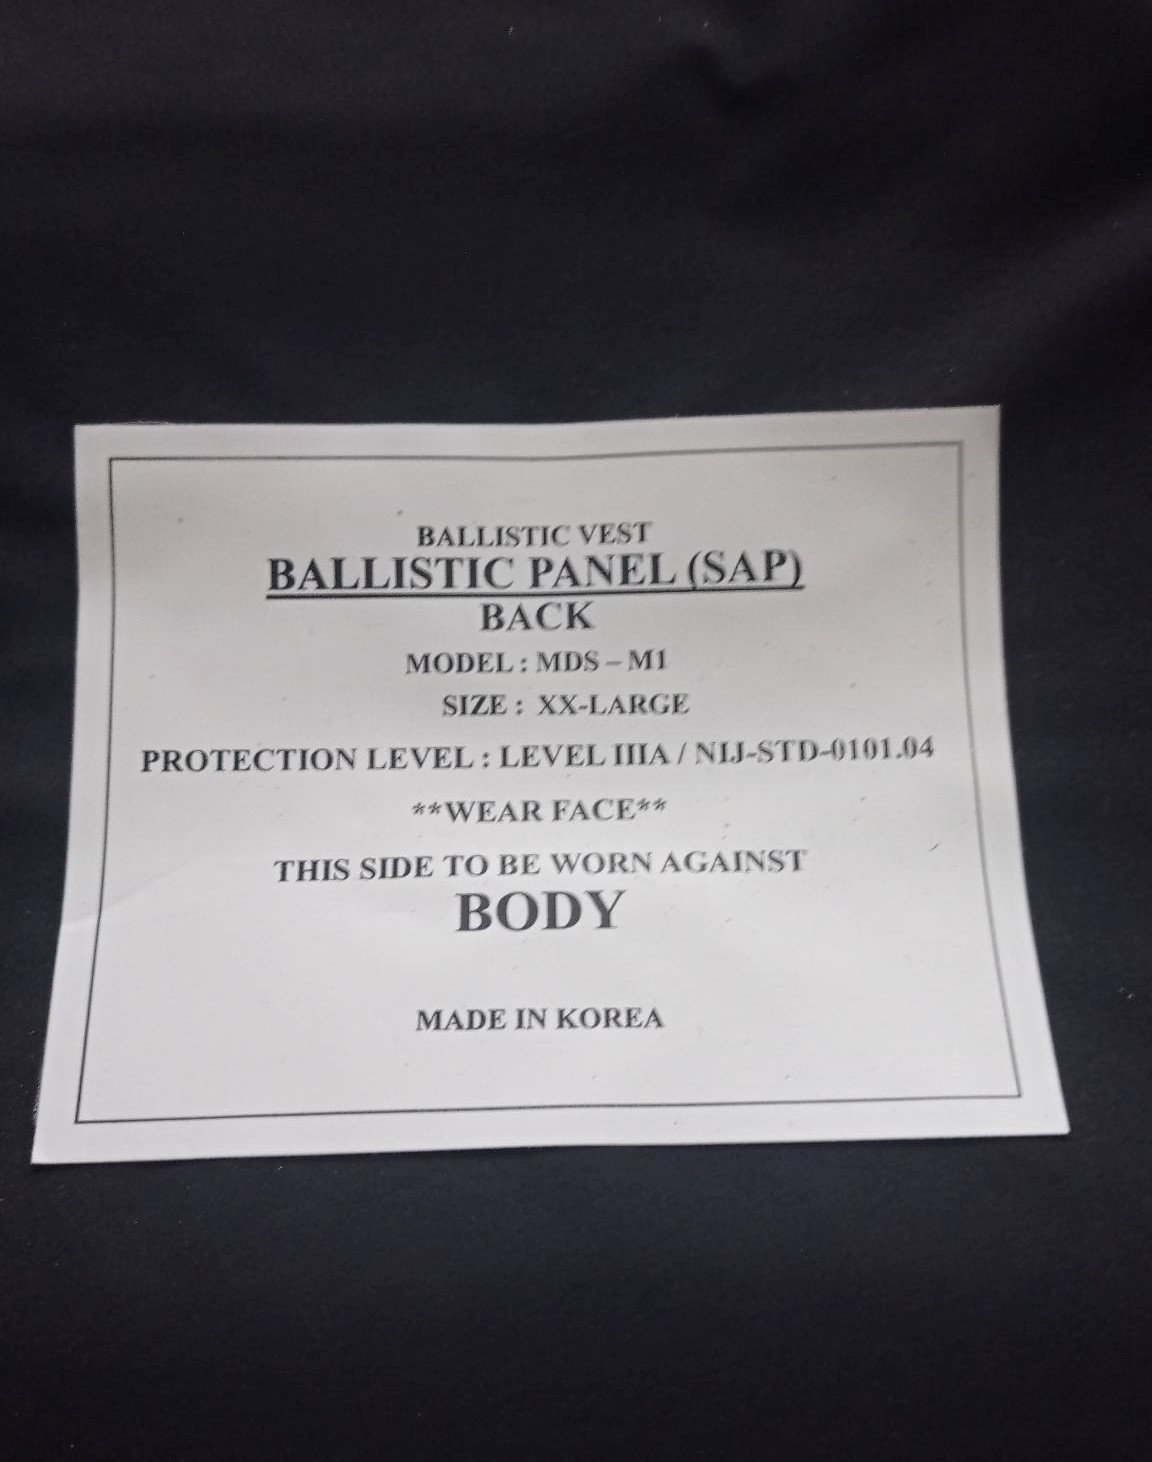 BALLISTIC VEST
BALLISTIC PANEL (SAP)
BACK
MODEL : MDS – M1
SIZE : XX-LARGE
PROTECTION LEVEL : LEVEL IIIA / NIJ-STD-0101.04
**WEAR FACE**
THIS SIDE TO BE WORN AGAINST
BODY
MADE IN KOREA